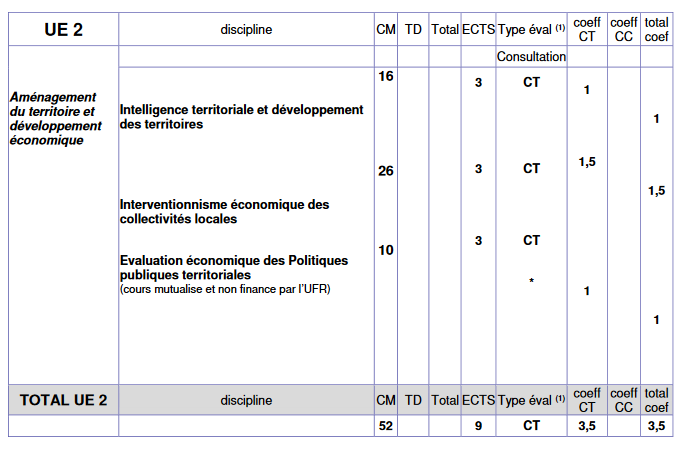 UE 2 discipline CM TD Total ECTS Type éval (1) coeff CT coeff CC total coef
Consultation
Aménagement
du territoire et
développement
économique
16 3 CT 1
Intelligence territoriale et développement
des territoires
1
26 3 CT 1,5
Interventionnisme économique des
collectivités locales
1,5
10 3 CT
Evaluation économique des Politiques
publiques territoriales
(cours mutualise et non finance par l'UFR)
*
1
1
TOTAL UE 2 discipline CM TD Total ECTS Type éval (1) coeff CT coeff CC total coef
52 9 CT 3,5 3,5